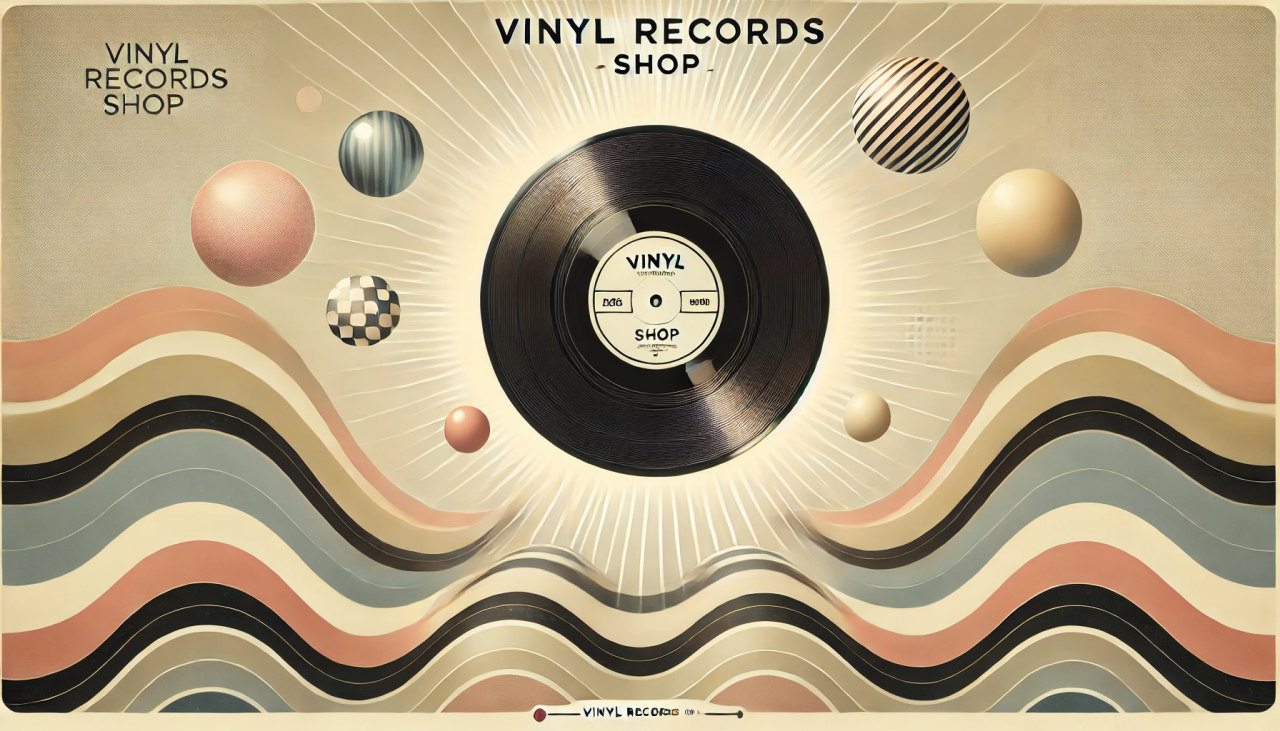 VINYL RECORDS
- SHOP -
VINYL
RECORDS
SHOP
VINYL
SHOP
VINYL RECORDS